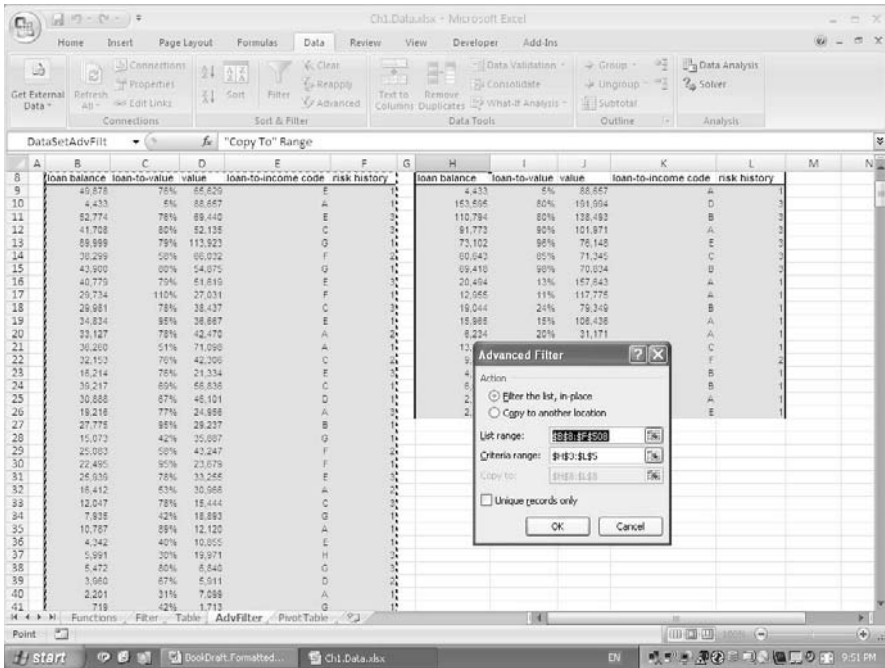 Ch1.Data.xlsx - Microsoft Excel
Home Insert Page Layout Formulas Data Review View Developer Add-Ins
Get External Data
Refresh All
Connections
Properties
Edit Links
Connections
Sort
Filter
Clear
Reapply
Advanced
Sort & Filter
Text to Columns
Remove Duplicates
Data Validation
Consolidate
What-If Analysis
Data Tools
Group
Ungroup
Subtotal
Outline
Data Analysis
Solver
Analysis
DataSetAdvFilt fx "Copy To" Range
A B C D E F G H I J K L M N
8 loan balance loan-to-value value loan-to-income code risk history loan balance loan-to-value value loan-to-income code risk history
9 76% E 1 4,433 5% 88,657 A 1
10 4,433 5% 88,657 A 1 153,595 80% 191,994 D 3
11 52,774 76% 69,440 E 3 110,794 80% 138,493 B 3
12 41,708 80% 52,135 C 3 91,773 90% 101,971 A 3
13 89,999 79% 113,923 G 1 73,102 96% 76,148 E 3
14 38,299 58% 66,032 F 2 60,643 85% 71,345 C 3
15 43,900 80% 54,875 G 1 69,418 98% 70,834 B 3
16 40,779 79% 51,619 E 3 20,494 13% 157,643 A 1
17 29,734 110% 27,031 F 1 12,955 11% 117,775 A 1
18 29,981 78% 38,437 C 3 19,044 24% 79,349 B 1
19 34,834 95% 36,667 E 1 15,965 15% 106,436 A 1
20 33,127 78% 42,470 A 2 6,234 20% 31,171 A 1
21 36,260 51% 71,098 A 1 C 1
22 32,153 76% 42,306 C 2 F 2
23 16,214 76% 21,334 E 3 B 1
24 39,217 69% 56,836 C 1 B 1
25 30,888 67% 46,101 D 1 A 1
26 19,216 77% 24,956 A 3 E 1
27 27,775 95% 29,237 B 1
28 15,073 42% 35,887 G 1
29 25,083 58% 43,247 F 2
30 22,495 95% 23,679 F 1
31 25,939 78% 33,255 E 3
32 16,412 53% 30,966 A 2
33 12,047 78% 15,444 C 3
34 7,935 42% 18,893 G 1
35 10,787 89% 12,120 A 1
36 4,342 40% 10,855 E 1
37 5,991 30% 19,971 H 3
38 5,472 80% 6,840 G 3
39 3,960 67% 5,911 D 2
40 2,201 31% 7,099 A 1
41 719 42% 1,713 G 1
Advanced Filter
Action
Filter the list, in-place
Copy to another location
List range: $B$8:$F$508
Criteria range: $H$3:$L$5
Copy to: $H$8:$L$8
Unique records only
OK Cancel
Functions Filter Table AdvFilter PivotTable
Point 100%
start BookDraft.Formatted... Ch1.Data.xlsx EN 9:51 PM